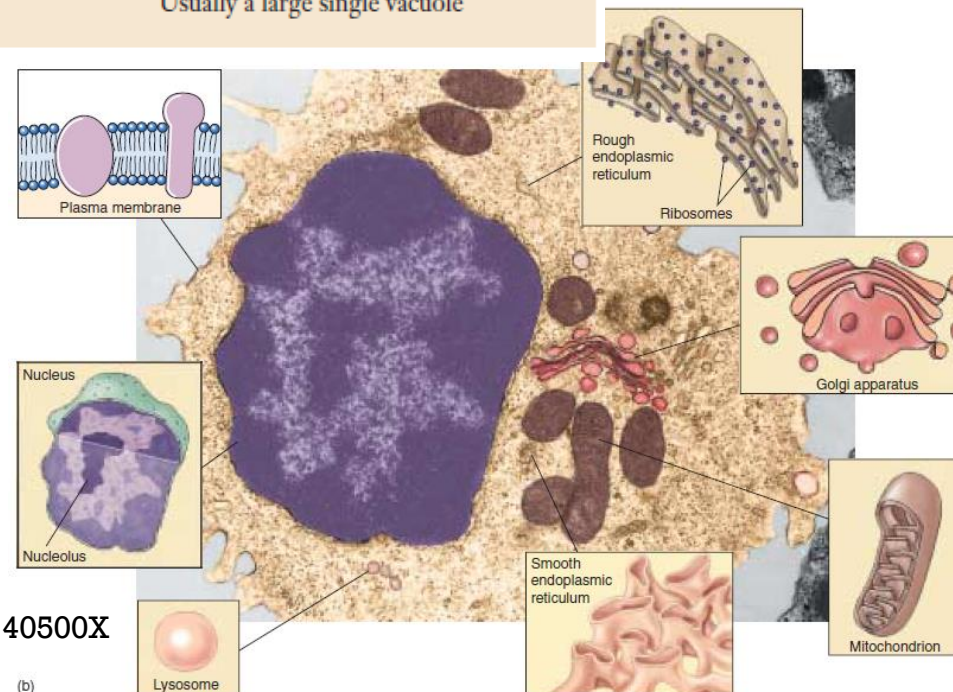 Usually a large single vacuole
Plasma membrane
Rough
endoplasmic
reticulum
Ribosomes
Golgi apparatus
Nucleus
Nucleolus
Smooth
endoplasmic
reticulum
Mitochondrion
40500X
Lysosome
(b)